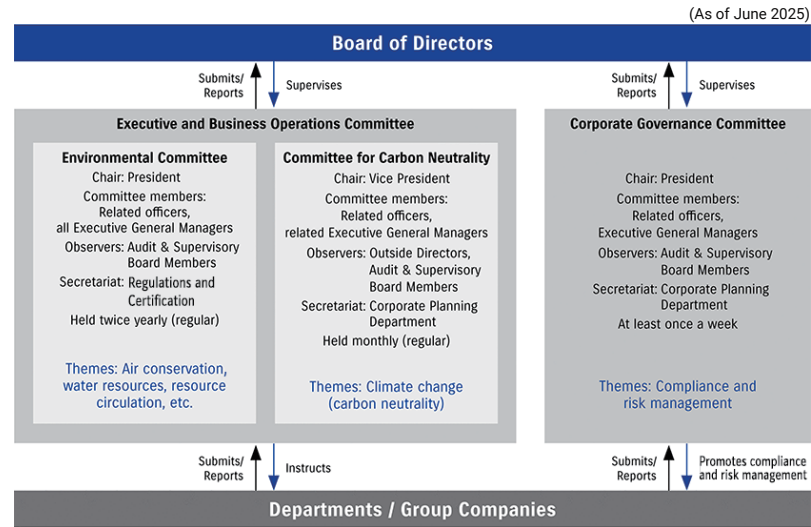 (As of June 2025)
Board of Directors
Submits/
Reports
Supervises
Submits/
Reports
Supervises
Executive and Business Operations Committee
Environmental Committee
Chair: President
Committee members:
Related officers,
all Executive General Managers
Observers: Audit & Supervisory
Board Members
Secretariat: Regulations and
Certification
Held twice yearly (regular)
Themes: Air conservation,
water resources, resource
circulation, etc.
Committee for Carbon Neutrality
Chair: Vice President
Committee members:
Related officers,
related Executive General Managers
Observers: Outside Directors,
Audit & Supervisory
Board Members
Secretariat: Corporate Planning
Department
Held monthly (regular)
Themes: Climate change
(carbon neutrality)
Corporate Governance Committee
Chair: President
Committee members:
Related officers,
Executive General Managers
Observers: Audit & Supervisory
Board Members
Secretariat: Corporate Planning
Department
At least once a week
Themes: Compliance and
risk management
Submits/
Reports
Instructs
Submits/
Reports
Promotes compliance
and risk management
Departments / Group Companies